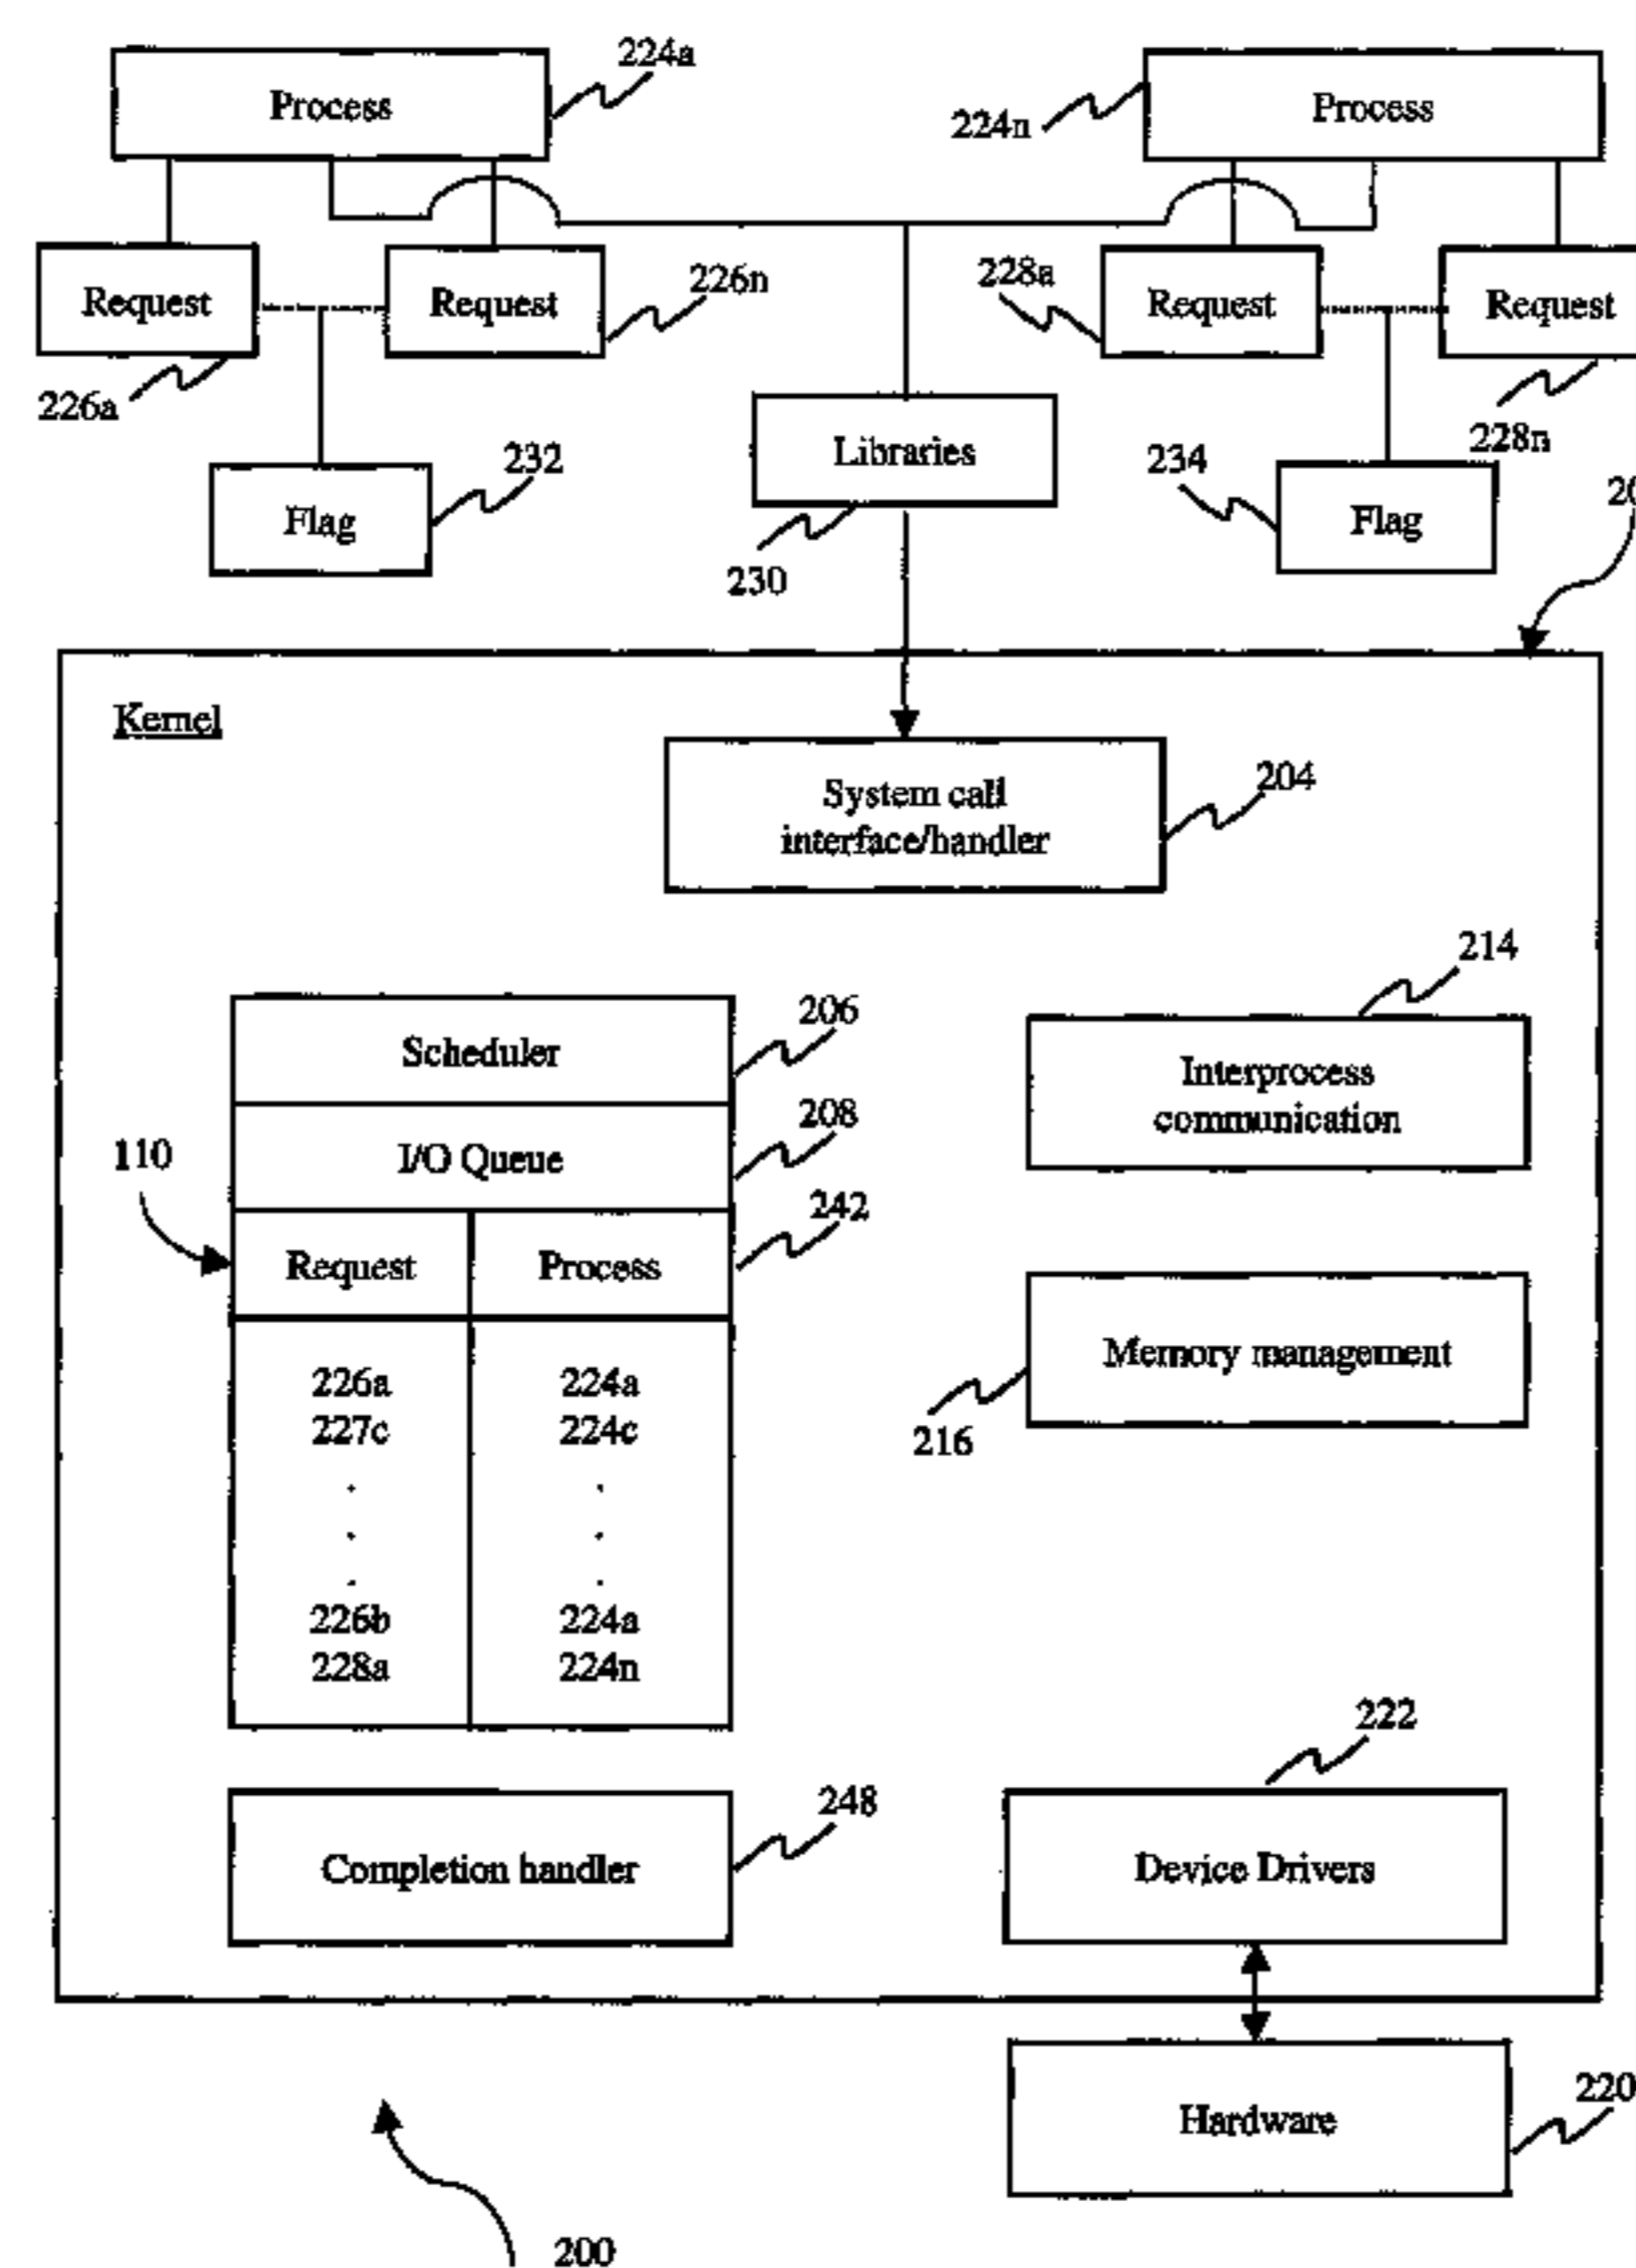 224a
Process
224n
Process
Request
Request
226n
228a
Request
Request
226a
Libraries
228n
232
234
Flag
Flag
230
Kernel
System call
interface/handler
204
214
206
Scheduler
Interprocess
communication
208
I/O Queue
110
242
Request Process
Memory management
216
226a 224a
227c 224c
. .
. .
. .
226b 224a
228a 224n
222
248
Completion handler
Device Drivers
220
Hardware
200